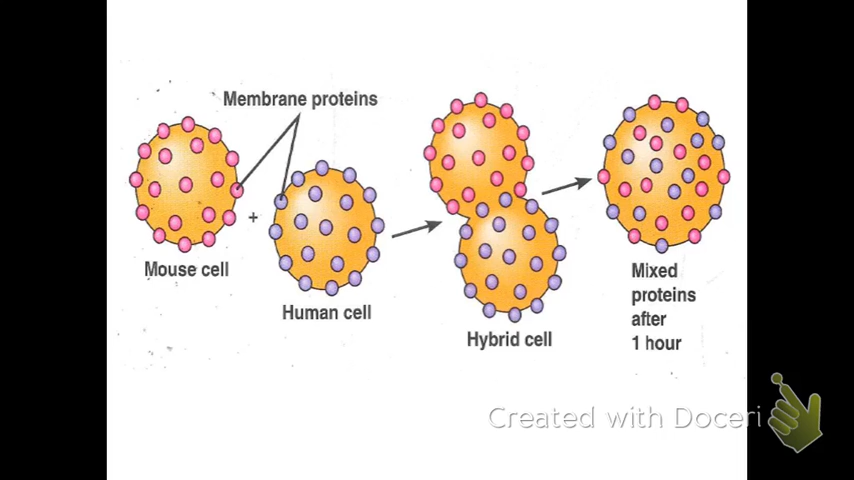 Membrane proteins
+
Mouse cell
Human cell
Hybrid cell
Mixed
proteins
after
1 hour
Created with Doceri